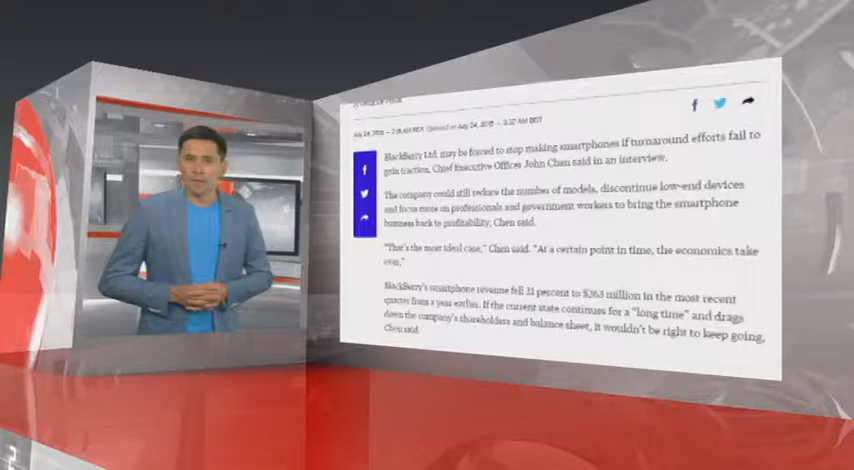 July 24, 2015 — 2:15 AM BST Updated on July 24, 2015 — 2:32 AM BST
BlackBerry Ltd. may be forced to stop making smartphones if turnaround efforts fail to
gain traction, Chief Executive Officer John Chen said in an interview.
The company could still reduce the number of models, discontinue low-end devices
and focus more on professionals and government workers to bring the smartphone
business back to profitability, Chen said.
"That's the most ideal case," Chen said. "At a certain point in time, the economics take
over."
BlackBerry's smartphone revenue fell 31 percent to $263 million in the most recent
quarter from a year earlier. If the current state continues for a "long time" and drags
down the company's shareholders and balance sheet, it wouldn't be right to keep going,
Chen said.